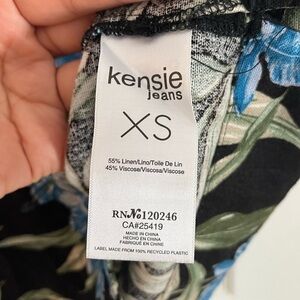 kensie
jeans
XS
55% Linen/Lino/Toile De Lin
45% Viscose/Viscosa/Viscose
RN№120246
CA#25419
MADE IN CHINA
HECHO EN CHINA
FABRIQUÉ EN CHINE
LABEL MADE FROM 100% RECYCLED PLASTIC